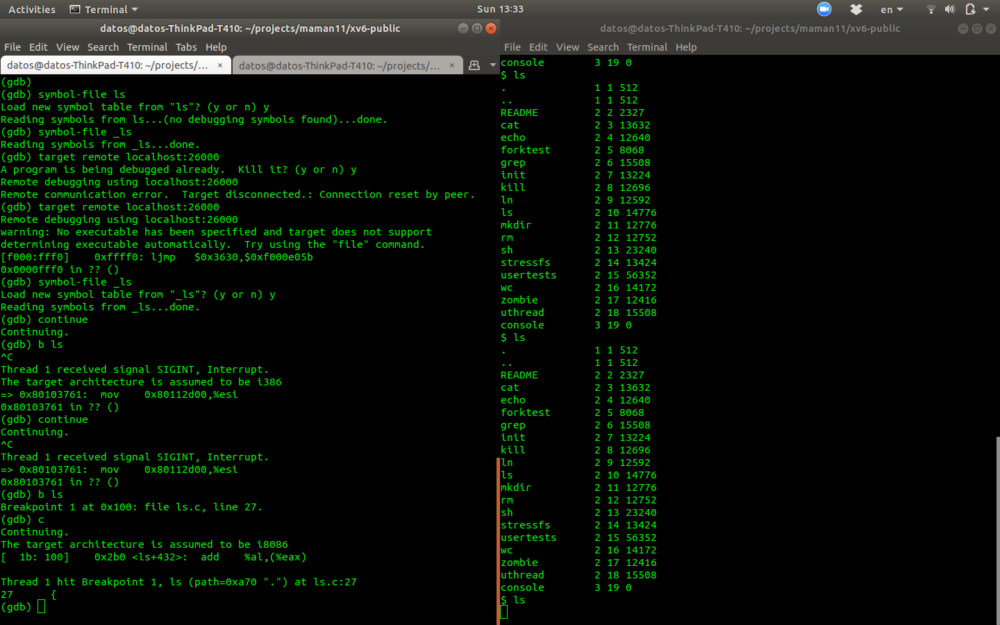 Activities Terminal Sun 13:33 en
datos@datos-ThinkPad-T410: ~/projects/maman11/xv6-public
File Edit View Search Terminal Tabs Help
datos@datos-ThinkPad-T410: ~/projects/... × datos@datos-ThinkPad-T410: ~/projects/... ×
(gdb)
(gdb) symbol-file ls
Load new symbol table from "ls"? (y or n) y
Reading symbols from ls...(no debugging symbols found)...done.
(gdb) symbol-file _ls
Reading symbols from _ls...done.
(gdb) target remote localhost:26000
A program is being debugged already.  Kill it? (y or n) y
Remote debugging using localhost:26000
Remote communication error.  Target disconnected.: Connection reset by peer.
(gdb) target remote localhost:26000
Remote debugging using localhost:26000
warning: No executable has been specified and target does not support
determining executable automatically.  Try using the "file" command.
[f000:fff0]    0xffff0: ljmp   $0x3630,$0xf000e05b
0x0000fff0 in ?? ()
(gdb) symbol-file _ls
Load new symbol table from "_ls"? (y or n) y
Reading symbols from _ls...done.
(gdb) continue
Continuing.
(gdb) b ls
^C
Thread 1 received signal SIGINT, Interrupt.
The target architecture is assumed to be i386
=> 0x80103761:  mov    0x80112d00,%esi
0x80103761 in ?? ()
(gdb) continue
Continuing.
^C
Thread 1 received signal SIGINT, Interrupt.
=> 0x80103761:  mov    0x80112d00,%esi
0x80103761 in ?? ()
(gdb) b ls
Breakpoint 1 at 0x100: file ls.c, line 27.
(gdb) c
Continuing.
The target architecture is assumed to be i8086
[  1b: 100]    0x2b0 <ls+432>:  add    %al,(%eax)
Thread 1 hit Breakpoint 1, ls (path=0xa70 ".") at ls.c:27
27      {
(gdb)
datos@datos-ThinkPad-T410: ~/projects/maman11/xv6-public
File Edit View Search Terminal Help
console        3 19 0
$ ls
.              1 1 512
..             1 1 512
README         2 2 2327
cat            2 3 13632
echo           2 4 12640
forktest       2 5 8068
grep           2 6 15508
init           2 7 13224
kill           2 8 12696
ln             2 9 12592
ls             2 10 14776
mkdir          2 11 12776
rm             2 12 12752
sh             2 13 23240
stressfs       2 14 13424
usertests      2 15 56352
wc             2 16 14172
zombie         2 17 12416
uthread        2 18 15508
console        3 19 0
$ ls
.              1 1 512
..             1 1 512
README         2 2 2327
cat            2 3 13632
echo           2 4 12640
forktest       2 5 8068
grep           2 6 15508
init           2 7 13224
kill           2 8 12696
ln             2 9 12592
ls             2 10 14776
mkdir          2 11 12776
rm             2 12 12752
sh             2 13 23240
stressfs       2 14 13424
usertests      2 15 56352
wc             2 16 14172
zombie         2 17 12416
uthread        2 18 15508
console        3 19 0
$ ls